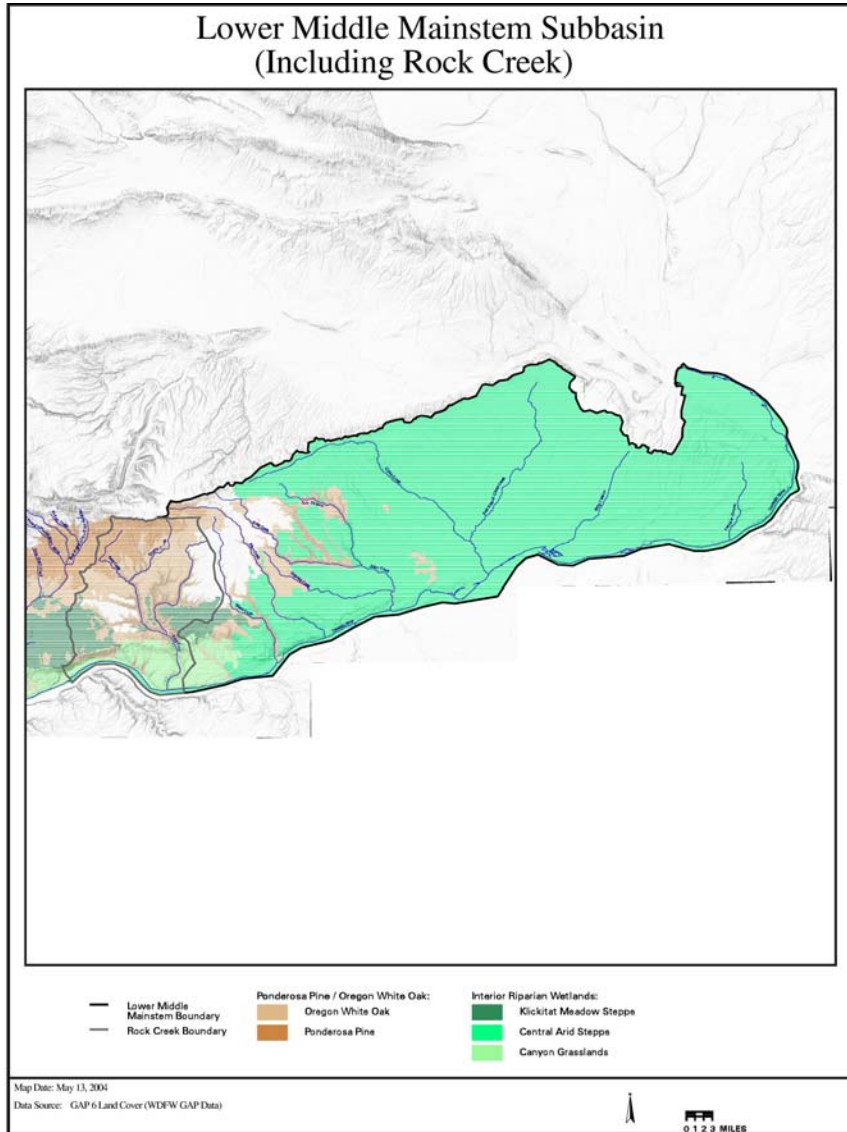 Lower Middle Mainstem Subbasin
(Including Rock Creek)
Lower Middle
Mainstem Boundary
Rock Creek Boundary
Ponderosa Pine / Oregon White Oak:
Oregon White Oak
Ponderosa Pine
Interior Riparian Wetlands:
Klickitat Meadow Steppe
Central Arid Steppe
Canyon Grasslands
Map Date: May 13, 2004
Data Source: GAP 6 Land Cover (WDFW GAP Data)
0 1 2 3 MILES